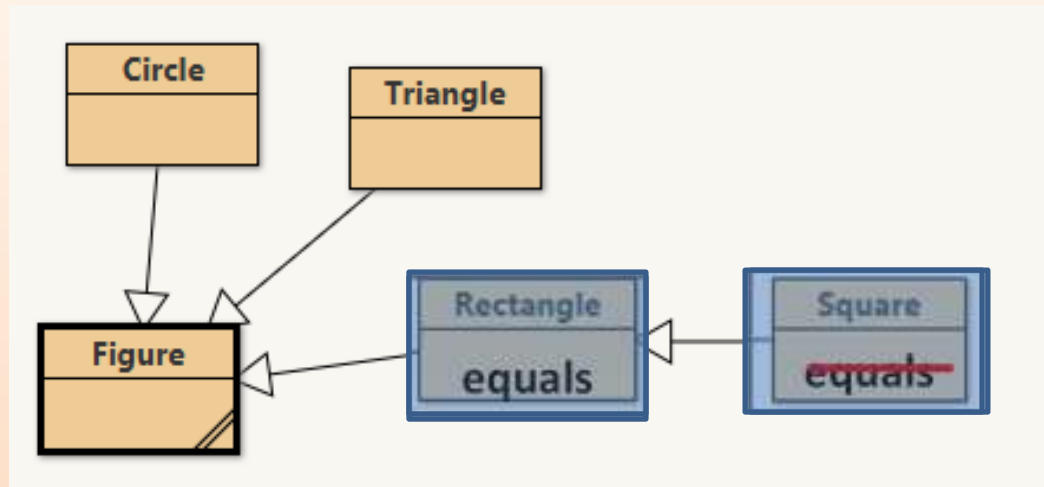 Circle
Triangle
Rectangle
Square
Figure
equals
equals